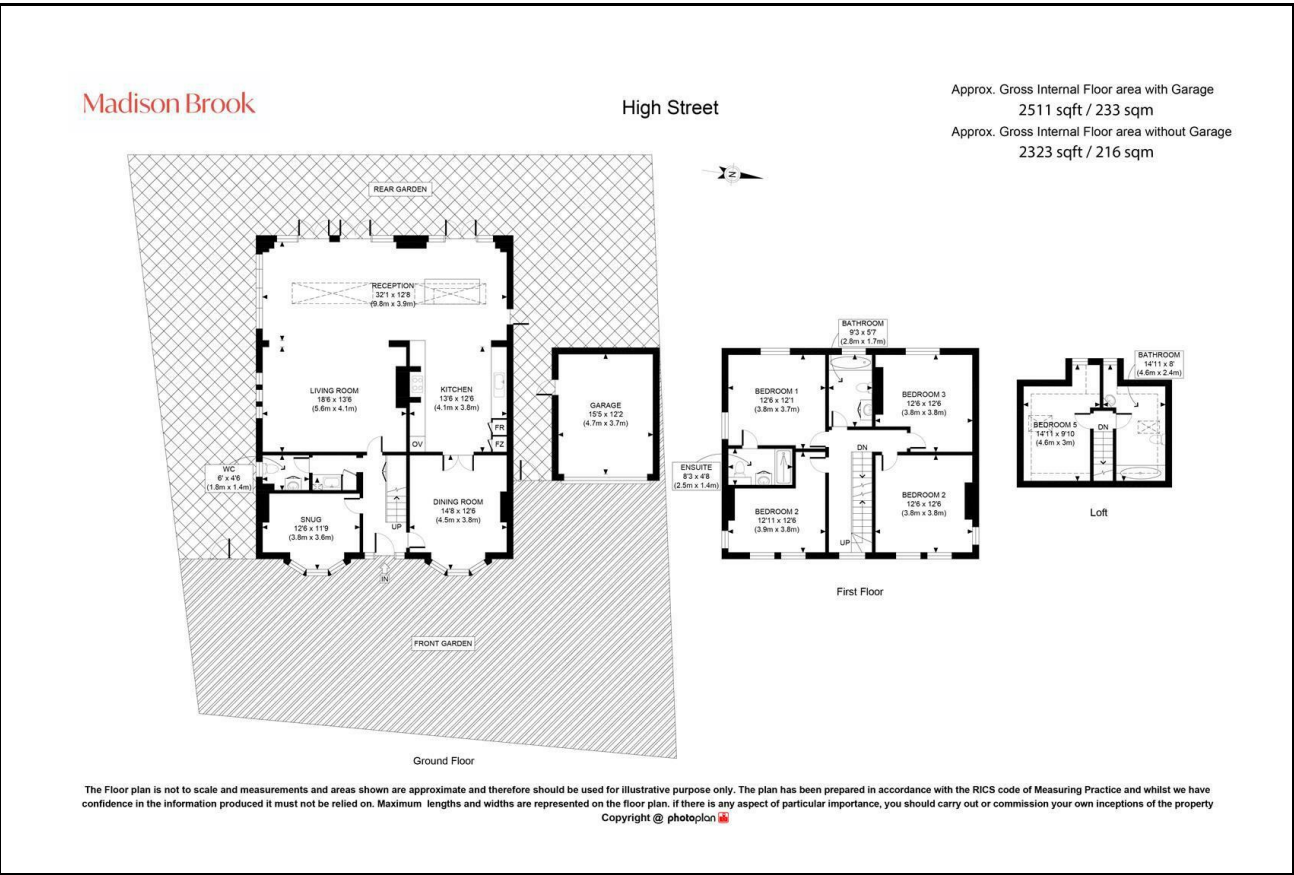 Madison Brook
High Street
Approx. Gross Internal Floor area with Garage
2511 sqft / 233 sqm
Approx. Gross Internal Floor area without Garage
2323 sqft / 216 sqm
N
REAR GARDEN
RECEPTION
32'1 x 12'8
(9.8m x 3.9m)
LIVING ROOM
18'6 x 13'6
(5.6m x 4.1m)
KITCHEN
13'6 x 12'6
(4.1m x 3.8m)
FR
FZ
OV
GARAGE
15'5 x 12'2
(4.7m x 3.7m)
WC
6' x 4'6
(1.8m x 1.4m)
SNUG
12'6 x 11'9
(3.8m x 3.6m)
UP
DINING ROOM
14'8 x 12'6
(4.5m x 3.8m)
IN
FRONT GARDEN
Ground Floor
BATHROOM
9'3 x 5'7
(2.8m x 1.7m)
BEDROOM 1
12'6 x 12'1
(3.8m x 3.7m)
BEDROOM 3
12'6 x 12'6
(3.8m x 3.8m)
DN
ENSUITE
8'3 x 4'8
(2.5m x 1.4m)
BEDROOM 2
12'11 x 12'6
(3.9m x 3.8m)
BEDROOM 2
12'6 x 12'6
(3.8m x 3.8m)
UP
First Floor
BATHROOM
14'11 x 8'
(4.6m x 2.4m)
BEDROOM 5
14'11 x 9'10
(4.6m x 3m)
DN
Loft
The Floor plan is not to scale and measurements and areas shown are approximate and therefore should be used for illustrative purpose only. The plan has been prepared in accordance with the RICS code of Measuring Practice and whilst we have
confidence in the information produced it must not be relied on. Maximum lengths and widths are represented on the floor plan. if there is any aspect of particular importance, you should carry out or commission your own inceptions of the property
Copyright @ photoplan